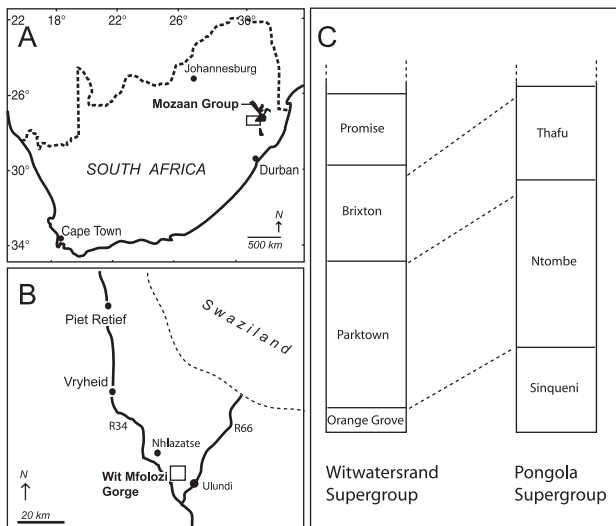 A
22
18°
22°
26°
30°
26°
30°
34°
Johannesburg
Mozaan Group
SOUTH AFRICA
Durban
Cape Town
N
500 km
B
Swaziland
Piet Retief
Vryheid
R34
Nhlazatse
R66
Wit Mfolozi
Gorge
Ulundi
N
20 km
C
Promise
Brixton
Parktown
Orange Grove
Witwatersrand
Supergroup
Thafu
Ntombe
Sinqueni
Pongola
Supergroup